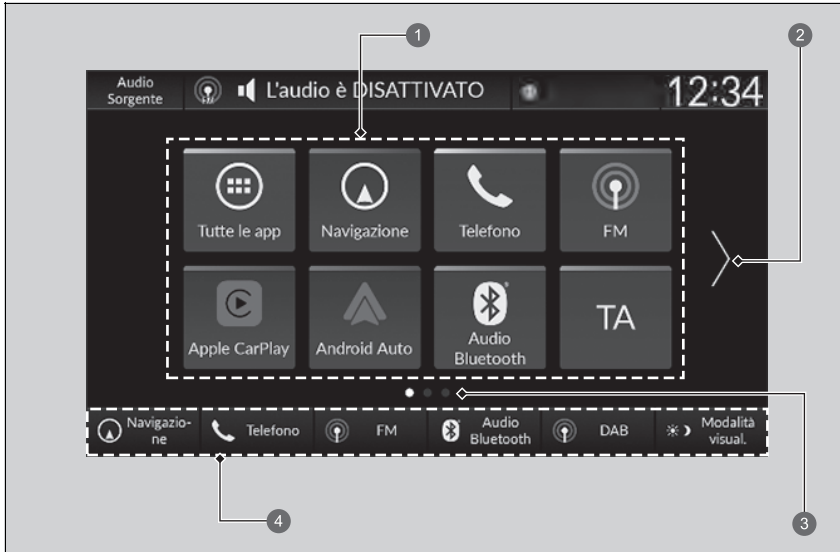 1
2
Audio
Sorgente
L'audio è DISATTIVATO
12:34
Tutte le app
Navigazione
Telefono
FM
Apple CarPlay
Android Auto
Audio
Bluetooth
TA
Navigazio-
ne
Telefono
FM
Audio
Bluetooth
DAB
Modalità
visual.
4
3